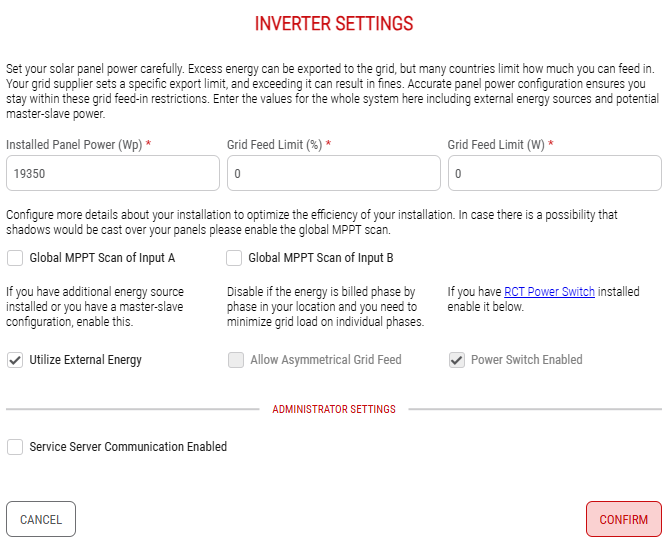 INVERTER SETTINGS
Set your solar panel power carefully. Excess energy can be exported to the grid, but many countries limit how much you can feed in.
Your grid supplier sets a specific export limit, and exceeding it can result in fines. Accurate panel power configuration ensures you
stay within these grid feed-in restrictions. Enter the values for the whole system here including external energy sources and potential
master-slave power.
Installed Panel Power (Wp) * Grid Feed Limit (%) * Grid Feed Limit (W) *
19350 0 0
Configure more details about your installation to optimize the efficiency of your installation. In case there is a possibility that
shadows would be cast over your panels please enable the global MPPT scan.
Global MPPT Scan of Input A Global MPPT Scan of Input B
If you have additional energy source
installed or you have a master-slave
configuration, enable this.
Disable if the energy is billed phase by
phase in your location and you need to
minimize grid load on individual phases.
If you have RCT Power Switch installed
enable it below.
Utilize External Energy Allow Asymmetrical Grid Feed Power Switch Enabled
ADMINISTRATOR SETTINGS
Service Server Communication Enabled
CANCEL CONFIRM